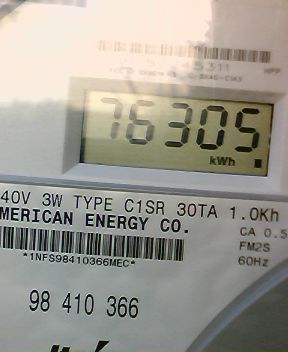 76305
kWh
40V 3W TYPE C1SR 30TA 1.0Kh
MERICAN ENERGY CO.
CA 0.5
FM2S
60Hz
*1NFS98410366MEC*
98 410 366